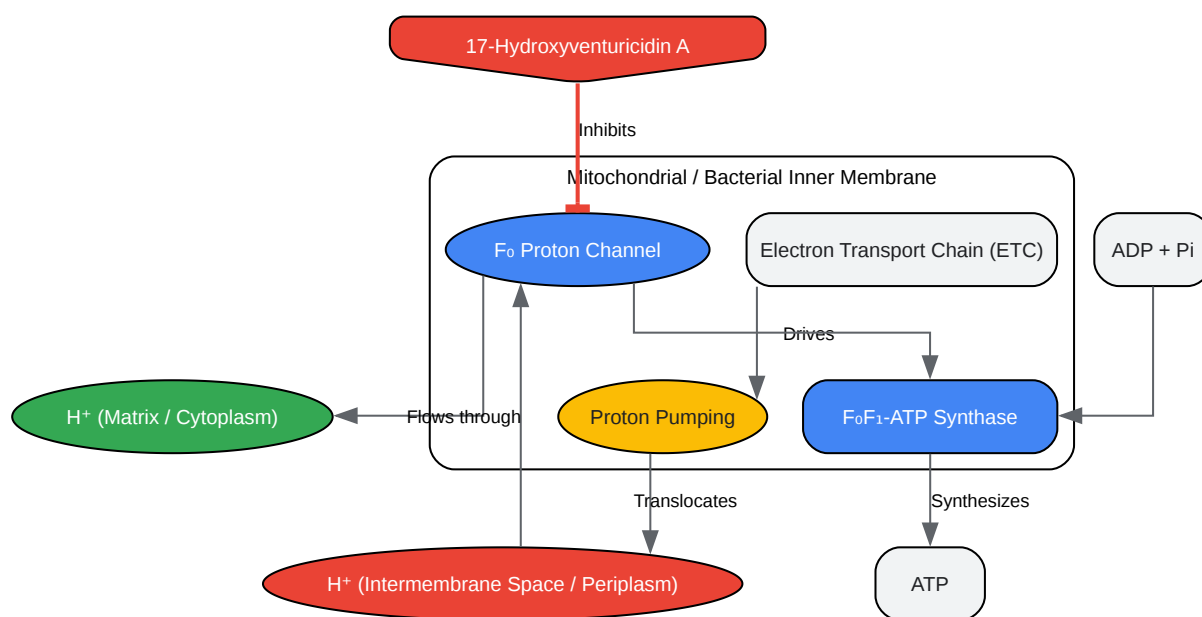 17-Hydroxyventuricidin A
Inhibits
Mitochondrial / Bacterial Inner Membrane
F₀ Proton Channel
Electron Transport Chain (ETC)
ADP + Pi
Drives
H⁺ (Matrix / Cytoplasm)
Flows through
Proton Pumping
F₀F₁-ATP Synthase
Translocates
Synthesizes
H⁺ (Intermembrane Space / Periplasm)
ATP